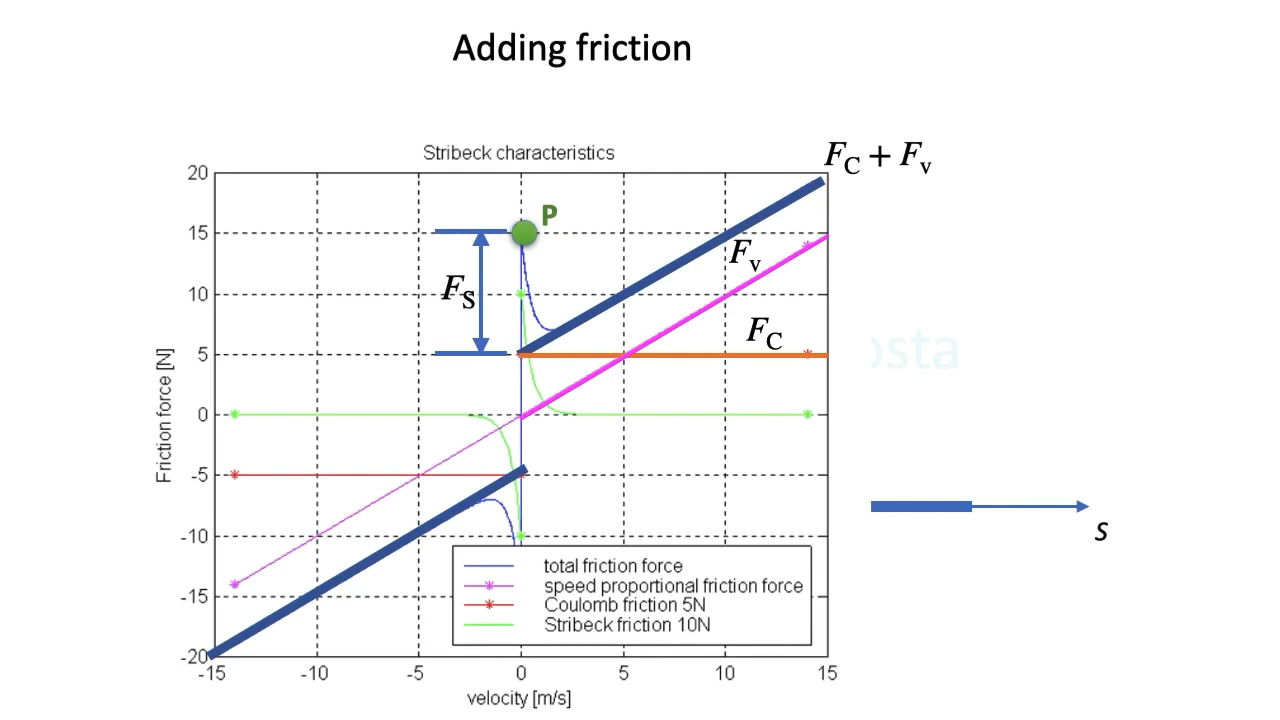 Adding friction
Stribeck characteristics
F_C + F_v
20
15
10
5
0
-5
-10
-15
-20
Friction force [N]
P
F_v
F_S
F_C
s
total friction force
speed proportional friction force
Coulomb friction 5N
Stribeck friction 10N
-15 -10 -5 0 5 10 15
velocity [m/s]